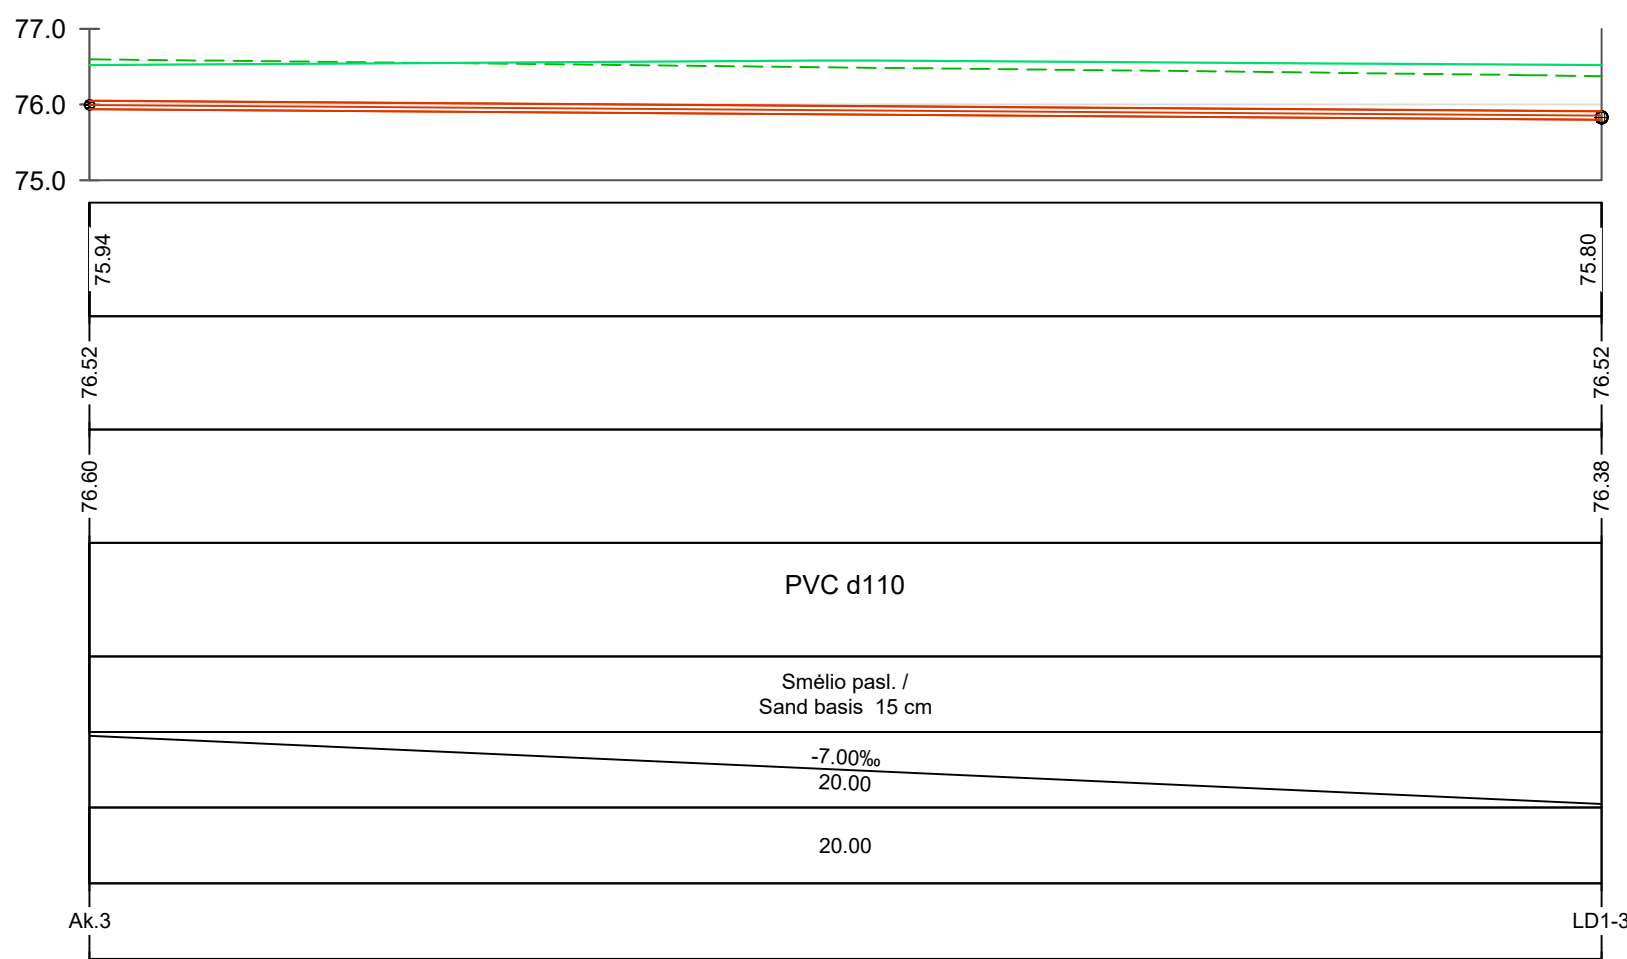 77.0
76.0
75.0
75.94
75.80
76.52
76.52
76.60
76.38
PVC d110
Smėlio pasl. /
Sand basis 15 cm
-7.00‰
20.00
20.00
Ak.3
LD1-3